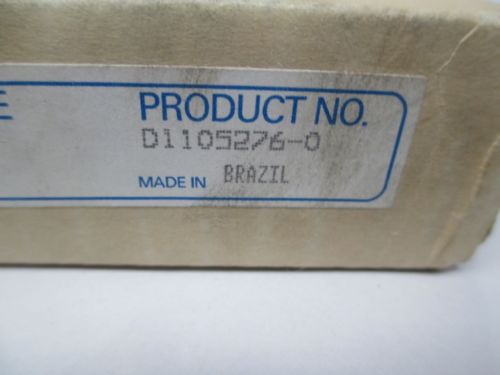 E
PRODUCT NO.
D1105276-0
MADE IN BRAZIL